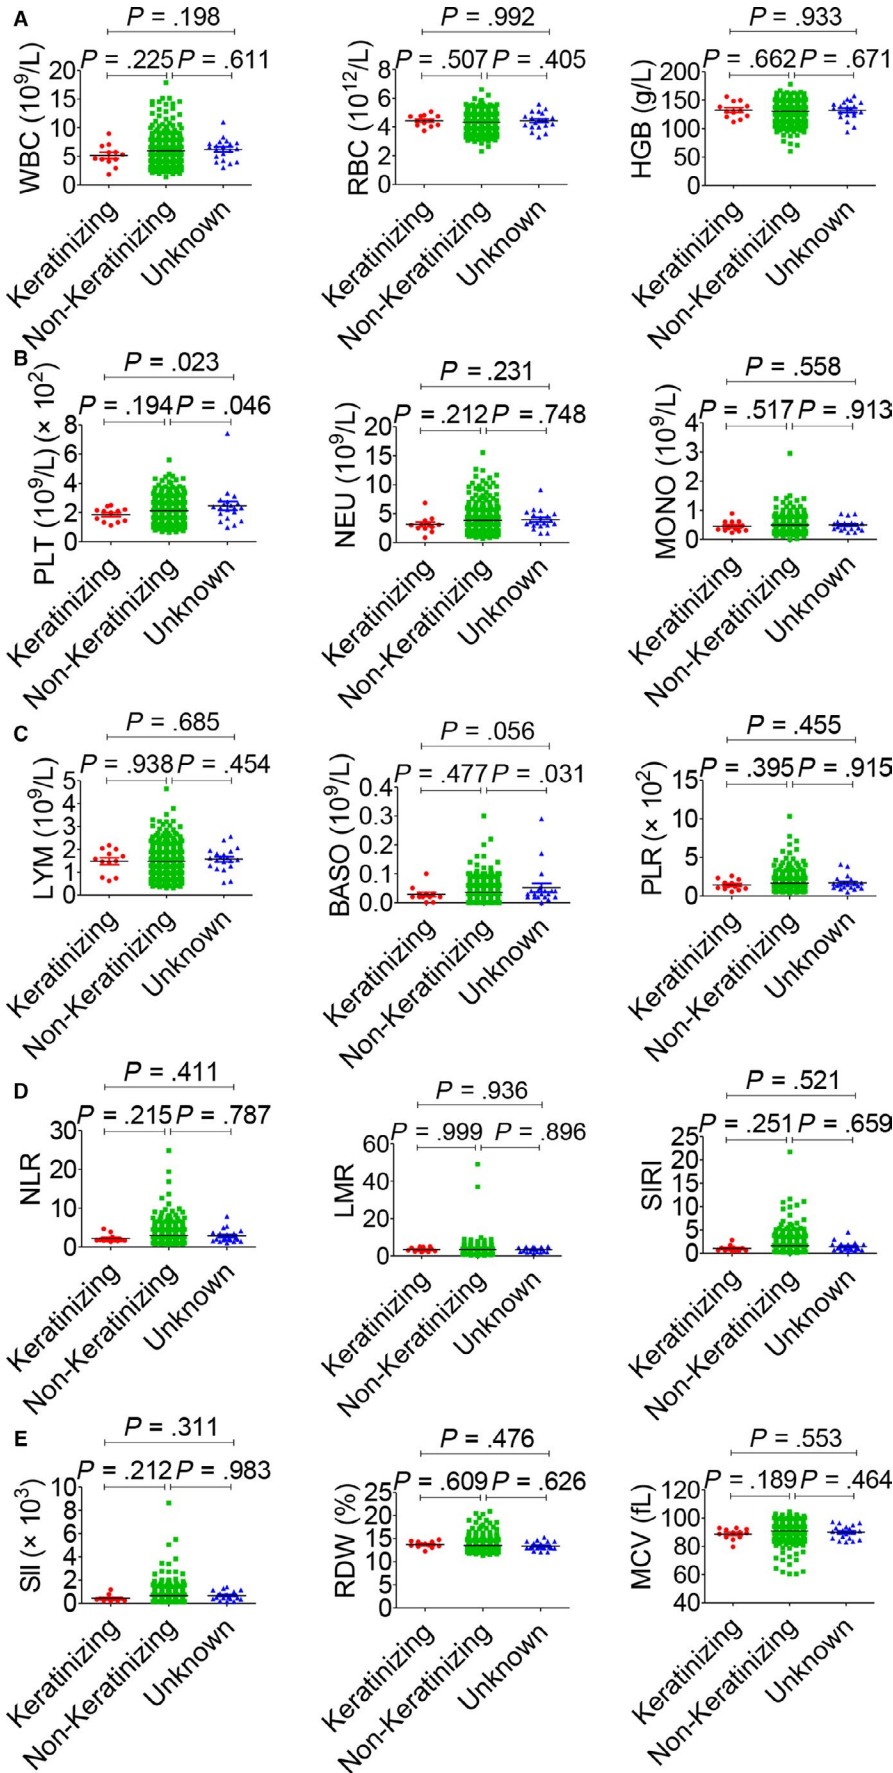 A
P = .198
P = .225 P = .611
WBC (10⁹/L)
20
15
10
5
0
Keratinizing
Non-Keratinizing
Unknown
P = .992
P = .507 P = .405
RBC (10¹²/L)
8
6
4
2
0
Keratinizing
Non-Keratinizing
Unknown
P = .933
P = .662 P = .671
HGB (g/L)
200
150
100
50
0
Keratinizing
Non-Keratinizing
Unknown
B
P = .023
P = .194 P = .046
PLT (10⁹/L) (× 10²)
8
6
4
2
0
Keratinizing
Non-Keratinizing
Unknown
P = .231
P = .212 P = .748
NEU (10⁹/L)
20
15
10
5
0
Keratinizing
Non-Keratinizing
Unknown
P = .558
P = .517 P = .913
MONO (10⁹/L)
4
3
2
1
0
Keratinizing
Non-Keratinizing
Unknown
C
P = .685
P = .938 P = .454
LYM (10⁹/L)
5
4
3
2
1
0
Keratinizing
Non-Keratinizing
Unknown
P = .056
P = .477 P = .031
BASO (10⁹/L)
0.4
0.3
0.2
0.1
0.0
Keratinizing
Non-Keratinizing
Unknown
P = .455
P = .395 P = .915
PLR (× 10²)
15
10
5
0
Keratinizing
Non-Keratinizing
Unknown
D
P = .411
P = .215 P = .787
NLR
30
20
10
0
Keratinizing
Non-Keratinizing
Unknown
P = .936
P = .999 P = .896
LMR
60
40
20
0
Keratinizing
Non-Keratinizing
Unknown
P = .521
P = .251 P = .659
SIRI
25
20
15
10
5
0
Keratinizing
Non-Keratinizing
Unknown
E
P = .311
P = .212 P = .983
SII (× 10³)
10
8
6
4
2
0
Keratinizing
Non-Keratinizing
Unknown
P = .476
P = .609 P = .626
RDW (%)
25
20
15
10
5
0
Keratinizing
Non-Keratinizing
Unknown
P = .553
P = .189 P = .464
MCV (fL)
120
100
80
60
40
Keratinizing
Non-Keratinizing
Unknown